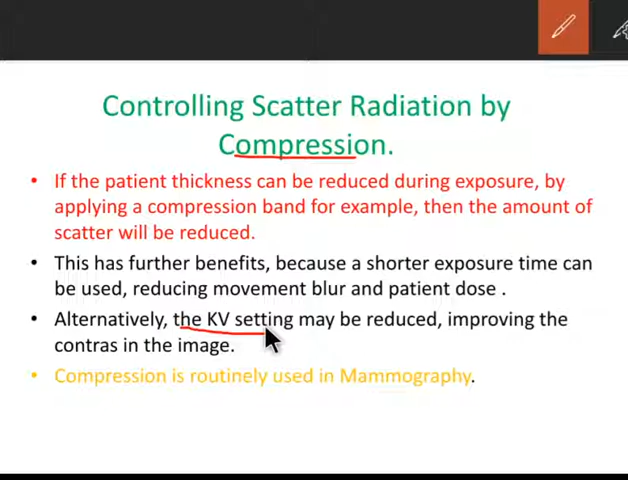 Controlling Scatter Radiation by
Compression.
• If the patient thickness can be reduced during exposure, by
applying a compression band for example, then the amount of
scatter will be reduced.
• This has further benefits, because a shorter exposure time can
be used, reducing movement blur and patient dose .
• Alternatively, the KV setting may be reduced, improving the
contras in the image.
• Compression is routinely used in Mammography.